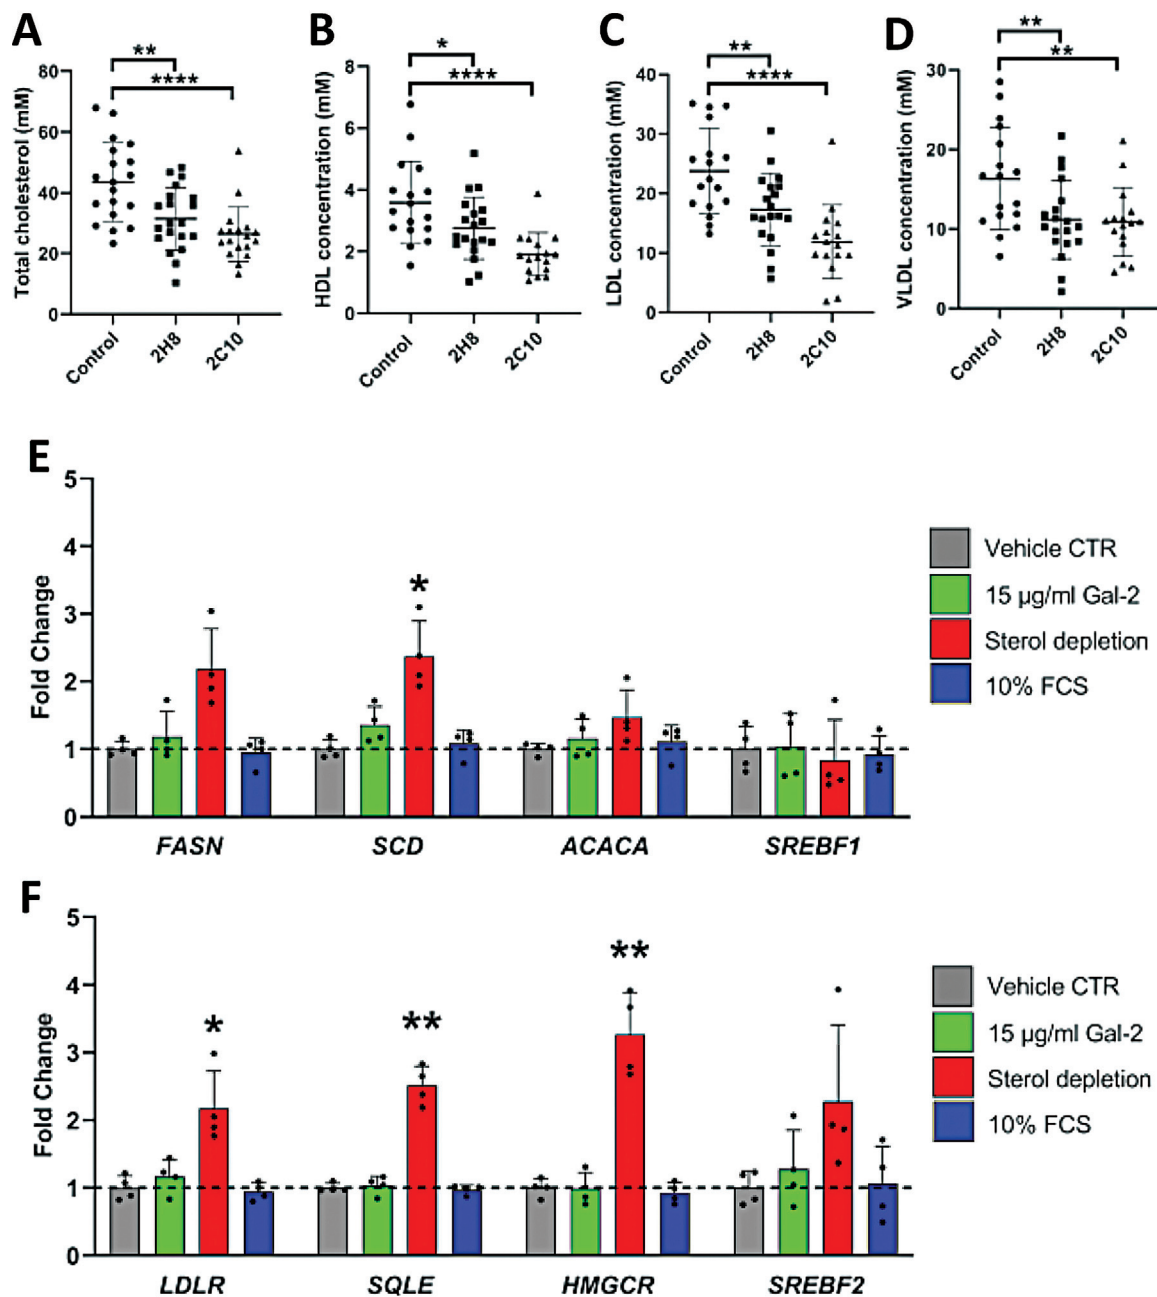 A
**
****
Total cholesterol (mM)
80
60
40
20
0
Control
2H8
2C10
B
*
****
HDL concentration (mM)
8
6
4
2
0
Control
2H8
2C10
C
**
****
LDL concentration (mM)
40
30
20
10
0
Control
2H8
2C10
D
**
**
VLDL concentration (mM)
30
20
10
0
Control
2H8
2C10
E
Fold Change
5
4
3
2
1
0
*
FASN
SCD
ACACA
SREBF1
Vehicle CTR
15 µg/ml Gal-2
Sterol depletion
10% FCS
F
Fold Change
5
4
3
2
1
0
*
**
**
LDLR
SQLE
HMGCR
SREBF2
Vehicle CTR
15 µg/ml Gal-2
Sterol depletion
10% FCS